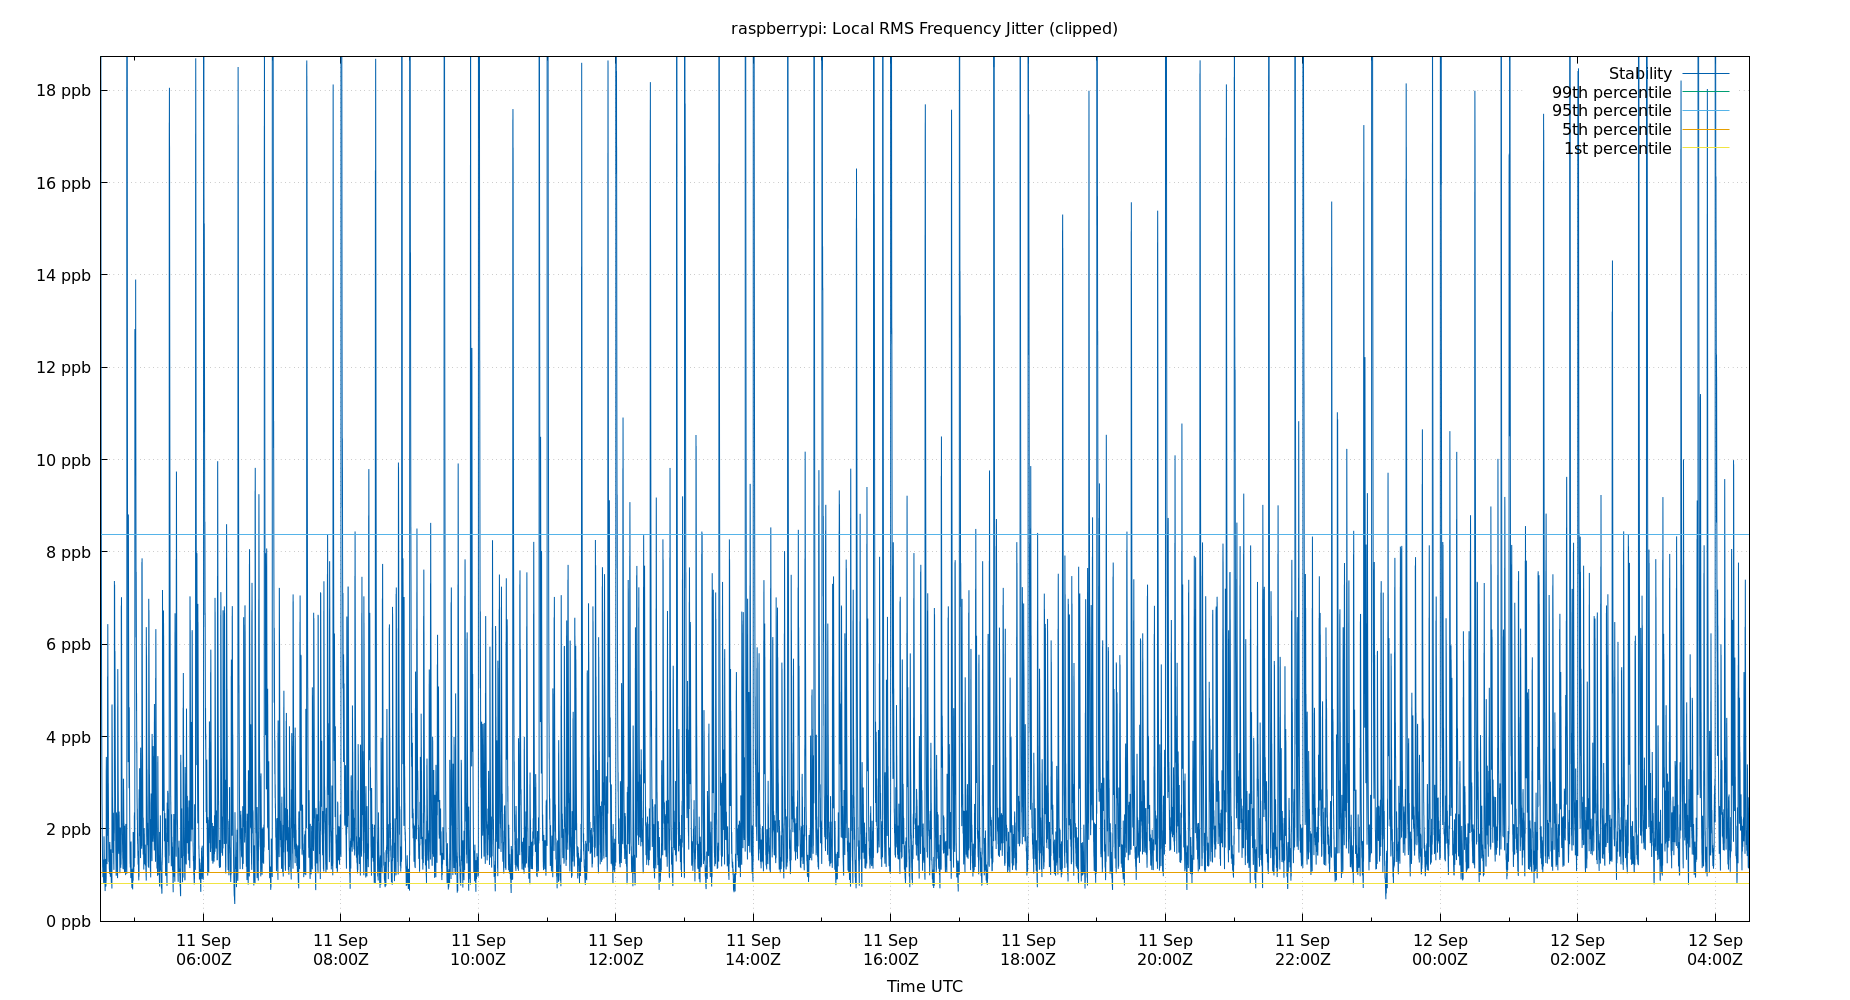 raspberrypi: Local RMS Frequency Jitter (clipped)
Stability
99th percentile
95th percentile
5th percentile
1st percentile
18 ppb
16 ppb
14 ppb
12 ppb
10 ppb
8 ppb
6 ppb
4 ppb
2 ppb
0 ppb
11 Sep 11 Sep 11 Sep 11 Sep 11 Sep 11 Sep 11 Sep 11 Sep 11 Sep 12 Sep 12 Sep 12 Sep
06:00Z 08:00Z 10:00Z 12:00Z 14:00Z 16:00Z 18:00Z 20:00Z 22:00Z 00:00Z 02:00Z 04:00Z
Time UTC